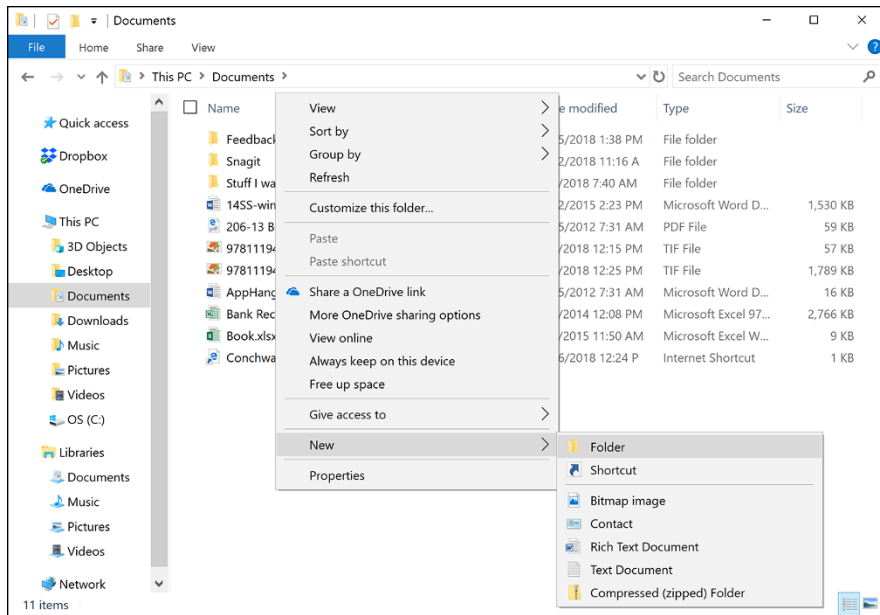 Documents
File Home Share View
This PC > Documents >
Search Documents
Quick access
Dropbox
OneDrive
This PC
3D Objects
Desktop
Documents
Downloads
Music
Pictures
Videos
OS (C:)
Libraries
Documents
Music
Pictures
Videos
Network
Name e modified Type Size
Feedback 5/2018 1:38 PM File folder
Snagit 2/2018 11:16 A File folder
Stuff I wa /2018 7:40 AM File folder
14SS-win 2/2015 2:23 PM Microsoft Word D... 1,530 KB
206-13 B 5/2012 7:31 AM PDF File 59 KB
97811194 /2018 12:15 PM TIF File 57 KB
97811194 /2018 12:25 PM TIF File 1,789 KB
AppHang 5/2012 7:31 AM Microsoft Word D... 16 KB
Bank Rec /2014 12:08 PM Microsoft Excel 97... 2,766 KB
Book.xlsx /2015 11:50 AM Microsoft Excel W... 9 KB
Conchwa 6/2018 12:24 P Internet Shortcut 1 KB
View
Sort by
Group by
Refresh
Customize this folder...
Paste
Paste shortcut
Share a OneDrive link
More OneDrive sharing options
View online
Always keep on this device
Free up space
Give access to
New
Properties
Folder
Shortcut
Bitmap image
Contact
Rich Text Document
Text Document
Compressed (zipped) Folder
11 items